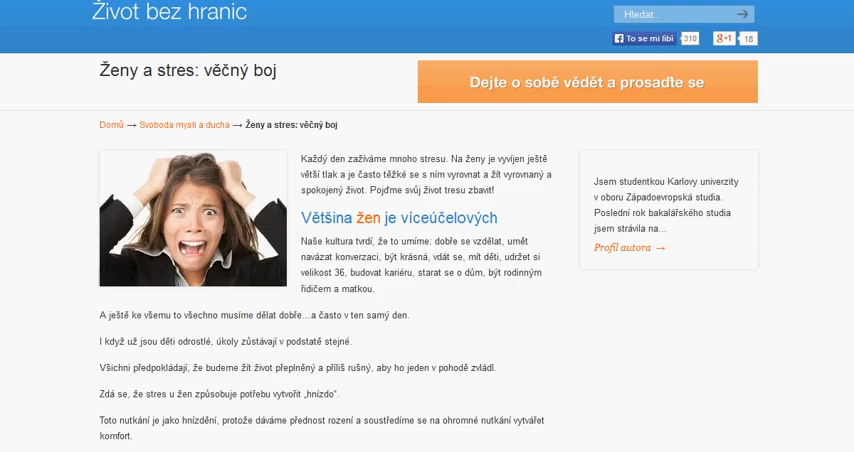 Život bez hranic
Hledat..
To se mi líbí 310
g+1 18
Ženy a stres: věčný boj
Dejte o sobě vědět a prosaďte se
Domů → Svoboda mysli a ducha → Ženy a stres: věčný boj
Každý den zažíváme mnoho stresu. Na ženy je vyvíjen ještě
větší tlak a je často těžké se s ním vyrovnat a žít vyrovnaný a
spokojený život. Pojďme svůj život tresu zbavit!
Většina žen je víceúčelových
Naše kultura tvrdí, že to umíme: dobře se vzdělat, umět
navázat konverzaci, být krásná, vdát se, mít děti, udržet si
velikost 36, budovat kariéru, starat se o dům, být rodinným
řidičem a matkou.
A ještě ke všemu to všechno musíme dělat dobře…a často v ten samý den.
I když už jsou děti odrostlé, úkoly zůstávají v podstatě stejné.
Všichni předpokládají, že budeme žít život přeplněný a příliš rušný, aby ho jeden v pohodě zvládl.
Zdá se, že stres u žen způsobuje potřebu vytvořit „hnízdo“.
Toto nutkání je jako hnízdění, protože dáváme přednost rození a soustředíme se na ohromné nutkání vytvářet
komfort.
Jsem studentkou Karlovy univerzity
v oboru Západoevropská studia.
Poslední rok bakalářského studia
jsem strávila na…
Profil autora →